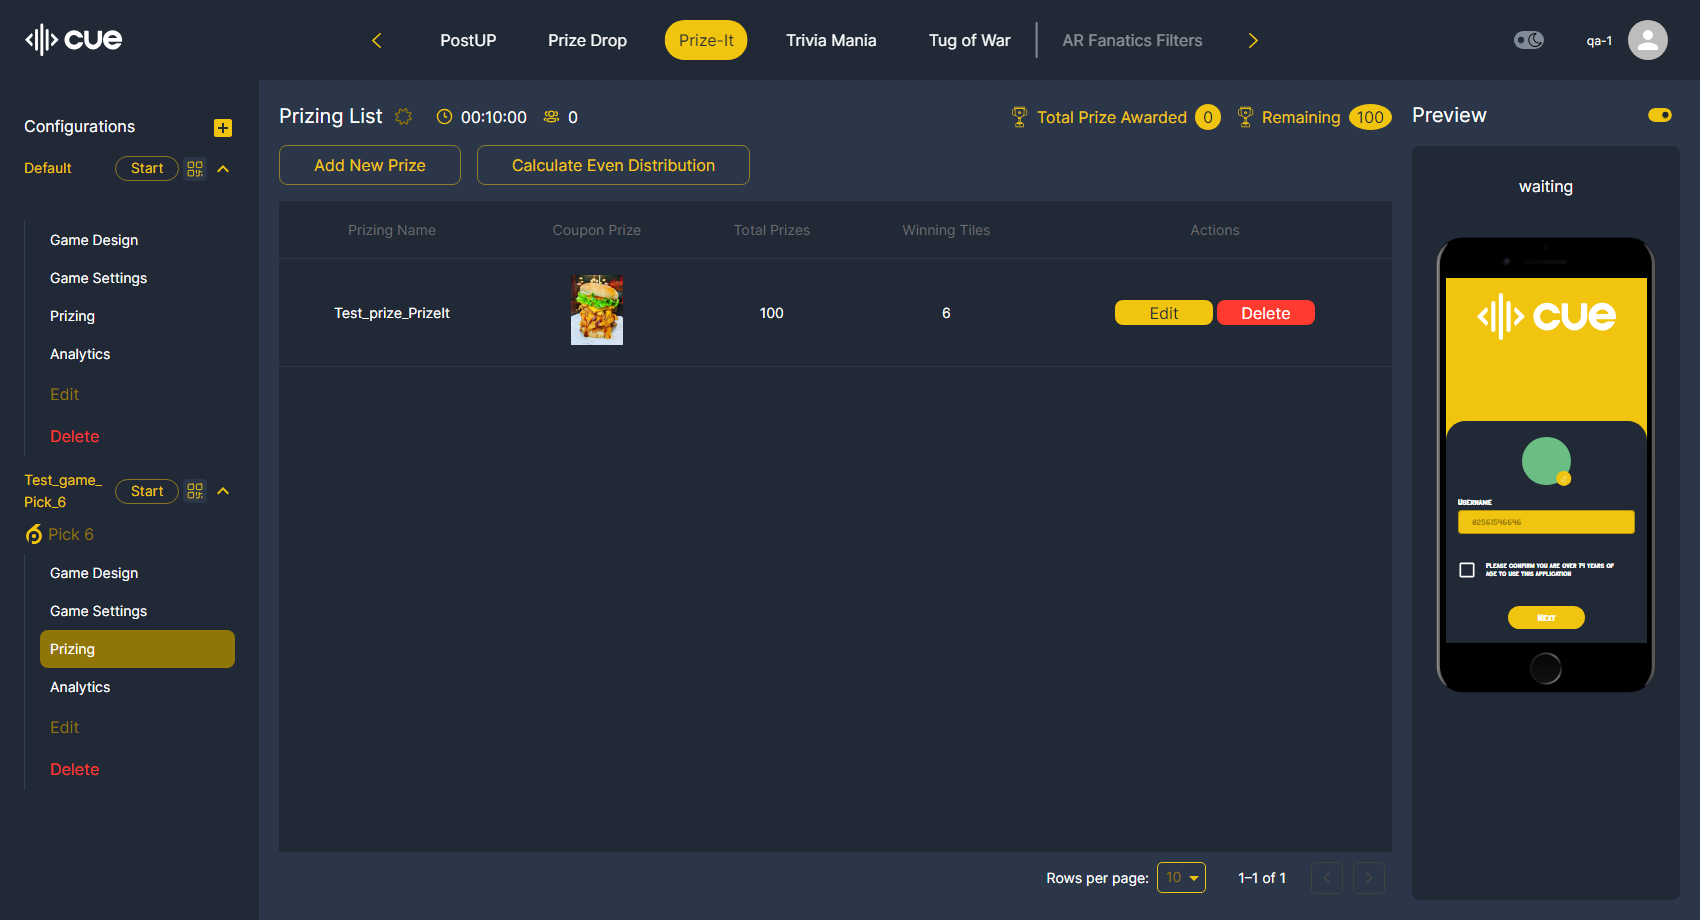 cue
PostUP
Prize Drop
Prize-It
Trivia Mania
Tug of War
AR Fanatics Filters
qa-1
Configurations
Default
Start
Game Design
Game Settings
Prizing
Analytics
Edit
Delete
Test_game_
Pick_6
Start
Pick 6
Game Design
Game Settings
Prizing
Analytics
Edit
Delete
Prizing List
00:10:00
0
Total Prize Awarded 0
Remaining 100
Add New Prize
Calculate Even Distribution
Prizing Name Coupon Prize Total Prizes Winning Tiles Actions
Test_prize_PrizeIt 100 6 Edit Delete
Rows per page: 10 1–1 of 1
Preview
waiting
cue
Username
82561546646
Please confirm you are over 14 years of
age to use this application
Next